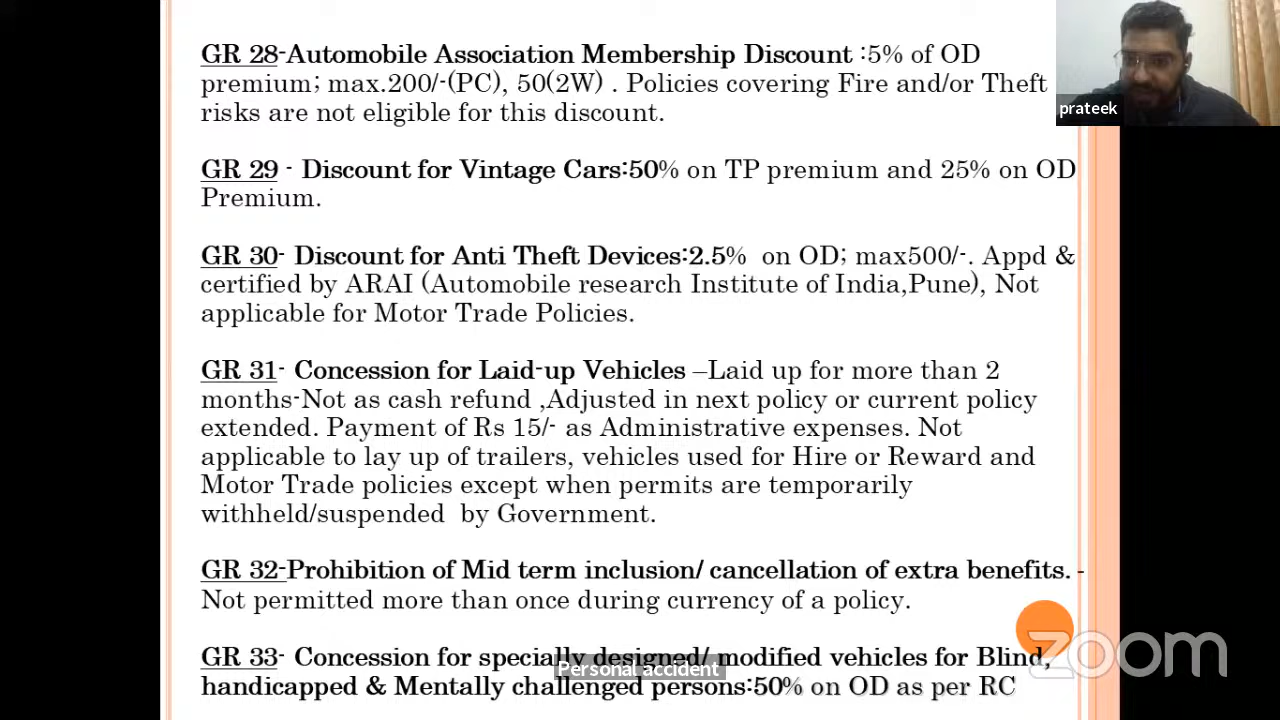 GR 28-Automobile Association Membership Discount :5% of OD
premium; max.200/-(PC), 50(2W) . Policies covering Fire and/or Theft
risks are not eligible for this discount.
prateek
GR 29 - Discount for Vintage Cars:50% on TP premium and 25% on OD
Premium.
GR 30- Discount for Anti Theft Devices:2.5% on OD; max500/-. Appd &
certified by ARAI (Automobile research Institute of India,Pune), Not
applicable for Motor Trade Policies.
GR 31- Concession for Laid-up Vehicles –Laid up for more than 2
months-Not as cash refund ,Adjusted in next policy or current policy
extended. Payment of Rs 15/- as Administrative expenses. Not
applicable to lay up of trailers, vehicles used for Hire or Reward and
Motor Trade policies except when permits are temporarily
withheld/suspended by Government.
GR 32-Prohibition of Mid term inclusion/ cancellation of extra benefits. -
Not permitted more than once during currency of a policy.
GR 33- Concession for specially designed/ modified vehicles for Blind,
handicapped & Mentally challenged persons:50% on OD as per RC
Personal accident
zoom